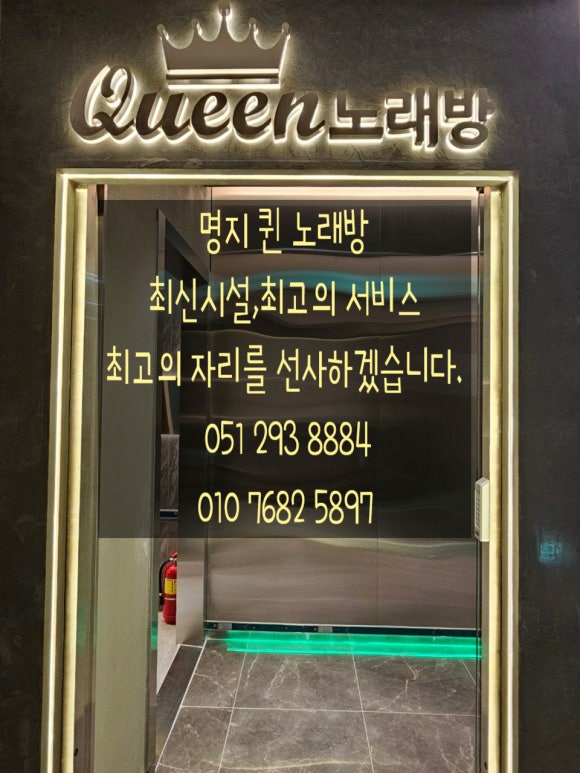 Queen노래방
명지 퀸 노래방
최신시설,최고의 서비스
최고의 자리를 선사하겠습니다.
051 293 8884
010 7682 5897